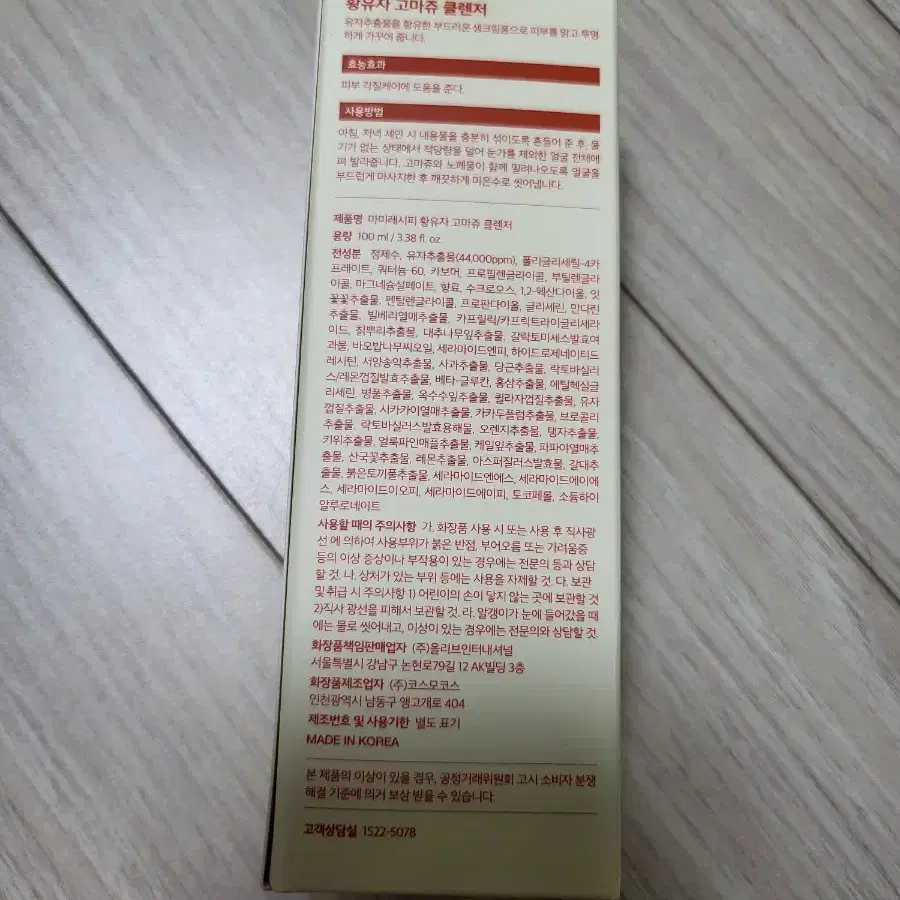 황유자 고마쥬 클렌저
유자추출물을 함유한 부드러운 생크림폼으로 피부를 맑고 투명
하게 가꾸어 줍니다.
효능효과
피부 각질케어에 도움을 준다.
사용방법
아침, 저녁 세안 시 내용물을 충분히 섞이도록 흔들어 준 후, 물
기가 없는 상태에서 적당량을 덜어 눈가를 제외한 얼굴 전체에
펴 발라줍니다. 고마쥬와 노폐물이 함께 밀려나오도록 얼굴을
부드럽게 마사지한 후 깨끗하게 미온수로 씻어냅니다.
제품명 마미레시피 황유자 고마쥬 클렌저
용량 100 ml / 3.38 fl. oz.
전성분 정제수, 유자추출물(44,000ppm), 폴리글리세릴-4카
프레이트, 쿼터늄-60, 카보머, 프로필렌글라이콜, 부틸렌글라
이콜, 마그네슘설페이트, 향료, 수크로오스, 1,2-헥산다이올, 잇
꽃꽃추출물, 펜틸렌글라이콜, 프로판다이올, 글리세린, 만다린
추출물, 빌베리열매추출물, 카프릴릭/카프릭트라이글리세라
이드, 칡뿌리추출물, 대추나무잎추출물, 갈락토미세스발효여
과물, 바오밥나무씨오일, 세라마이드엔피, 하이드로제네이티드
레시틴, 서양송악추출물, 사과추출물, 당근추출물, 락토바실러
스/레몬껍질발효추출물, 베타-글루칸, 홍삼추출물, 에틸헥실글
리세린, 병풀추출물, 옥수수잎추출물, 퀼라자껍질추출물, 유자
껍질추출물, 시카카이열매추출물, 카카두플럼추출물, 브로콜리
추출물, 락토바실러스발효용해물, 오렌지추출물, 탱자추출물,
키위추출물, 얼룩파인애플추출물, 케일잎추출물, 파파야열매추
출물, 산국꽃추출물, 레몬추출물, 아스퍼질러스발효물, 갈대추
출물, 붉은토끼풀추출물, 세라마이드엔에스, 세라마이드에이에
스, 세라마이드이오피, 세라마이드에이피, 토코페롤, 소듐하이
알루로네이트
사용할 때의 주의사항 가. 화장품 사용 시 또는 사용 후 직사광
선에 의하여 사용부위가 붉은 반점, 부어오름 또는 가려움증
등의 이상 증상이나 부작용이 있는 경우에는 전문의 등과 상담
할 것. 나. 상처가 있는 부위 등에는 사용을 자제할 것. 다. 보관
및 취급 시 주의사항 1) 어린이의 손이 닿지 않는 곳에 보관할 것
2)직사 광선을 피해서 보관할 것. 라. 알갱이가 눈에 들어갔을 때
에는 물로 씻어내고, 이상이 있는 경우에는 전문의와 상담할 것.
화장품책임판매업자 (주)올리브인터내셔널
서울특별시 강남구 논현로79길 12 AK빌딩 3층
화장품제조업자 (주)코스모코스
인천광역시 남동구 앵고개로 404
제조번호 및 사용기한 별도 표기
MADE IN KOREA
본 제품의 이상이 있을 경우, 공정거래위원회 고시 소비자 분쟁
해결 기준에 의거 보상 받을 수 있습니다.
고객상담실 1522-5078